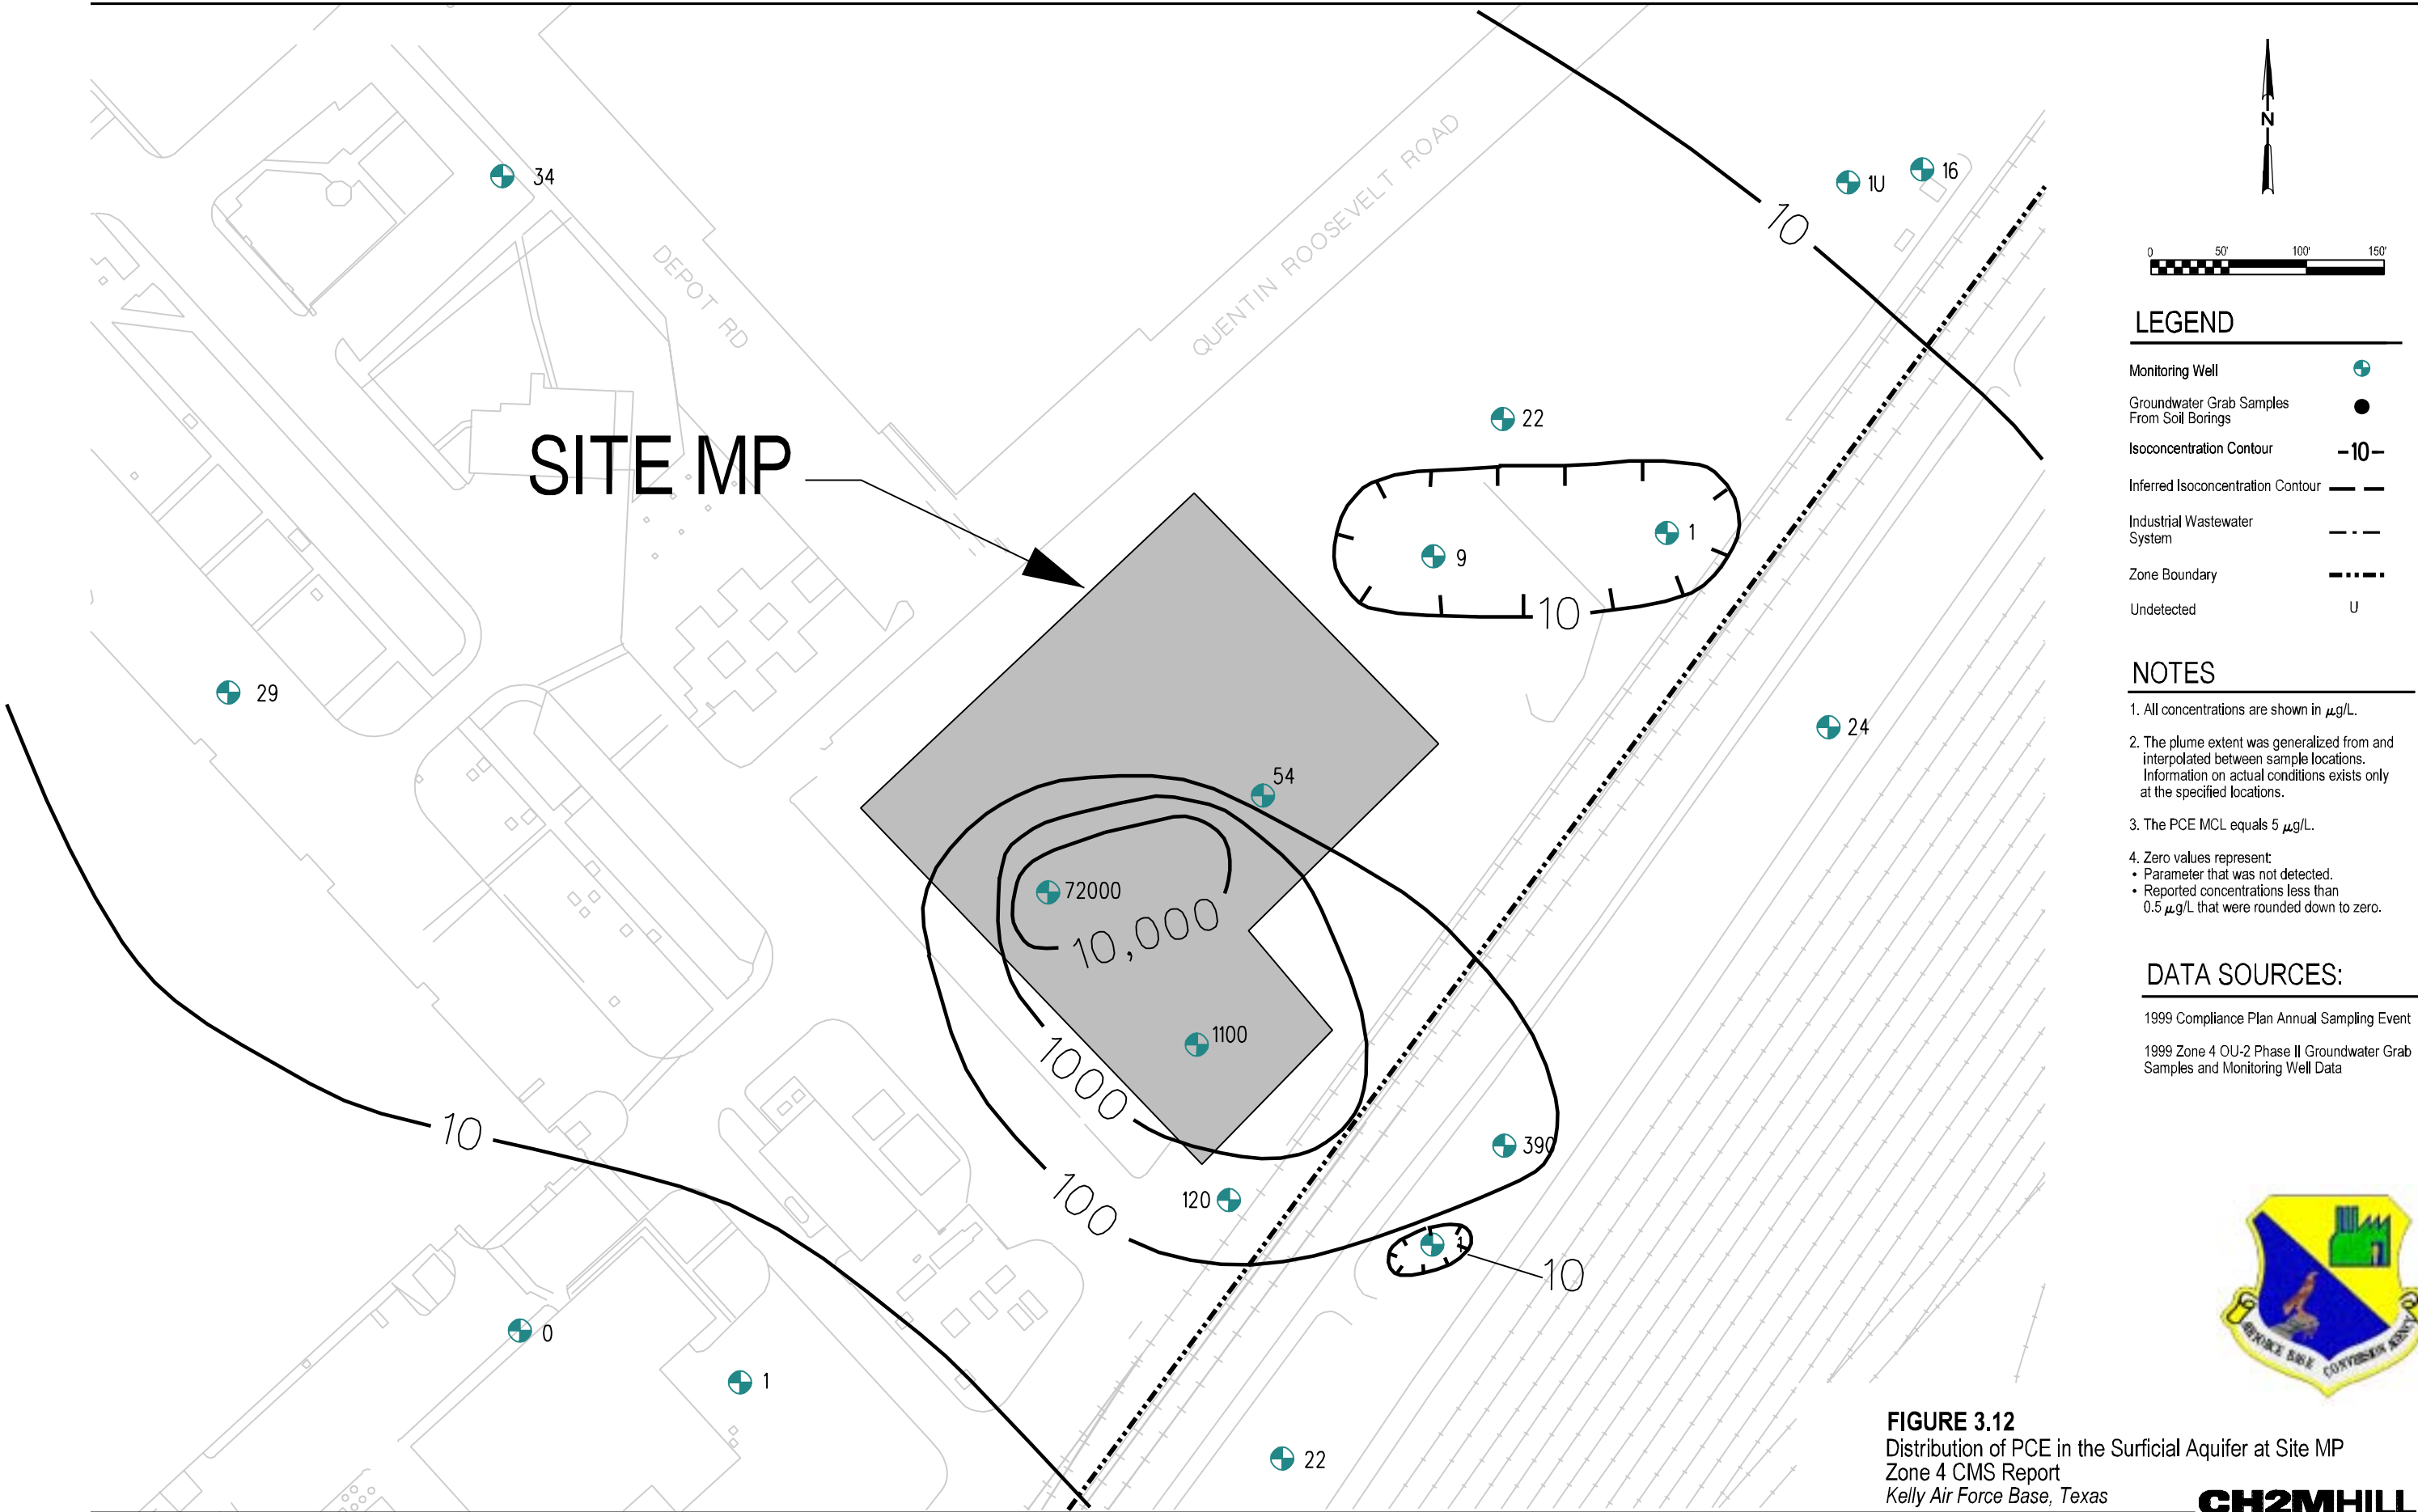 34
1U
16
N
DEPOT RD
QUENTIN ROOSEVELT ROAD
10
0 50' 100' 150'
LEGEND
Monitoring Well
Groundwater Grab Samples
From Soil Borings
Isoconcentration Contour -10-
Inferred Isoconcentration Contour
Industrial Wastewater
System
Zone Boundary
Undetected U
22
SITE MP
9
1
10
29
24
54
72000
10,000
1100
1000
10
390
120
100
1
10
0
1
22
NOTES
1. All concentrations are shown in μg/L.
2. The plume extent was generalized from and
interpolated between sample locations.
Information on actual conditions exists only
at the specified locations.
3. The PCE MCL equals 5 μg/L.
4. Zero values represent:
• Parameter that was not detected.
• Reported concentrations less than
0.5 μg/L that were rounded down to zero.
DATA SOURCES:
1999 Compliance Plan Annual Sampling Event
1999 Zone 4 OU-2 Phase II Groundwater Grab
Samples and Monitoring Well Data
BASE CONVERSION AGENCY
FIGURE 3.12
Distribution of PCE in the Surficial Aquifer at Site MP
Zone 4 CMS Report
Kelly Air Force Base, Texas
CH2MHILL